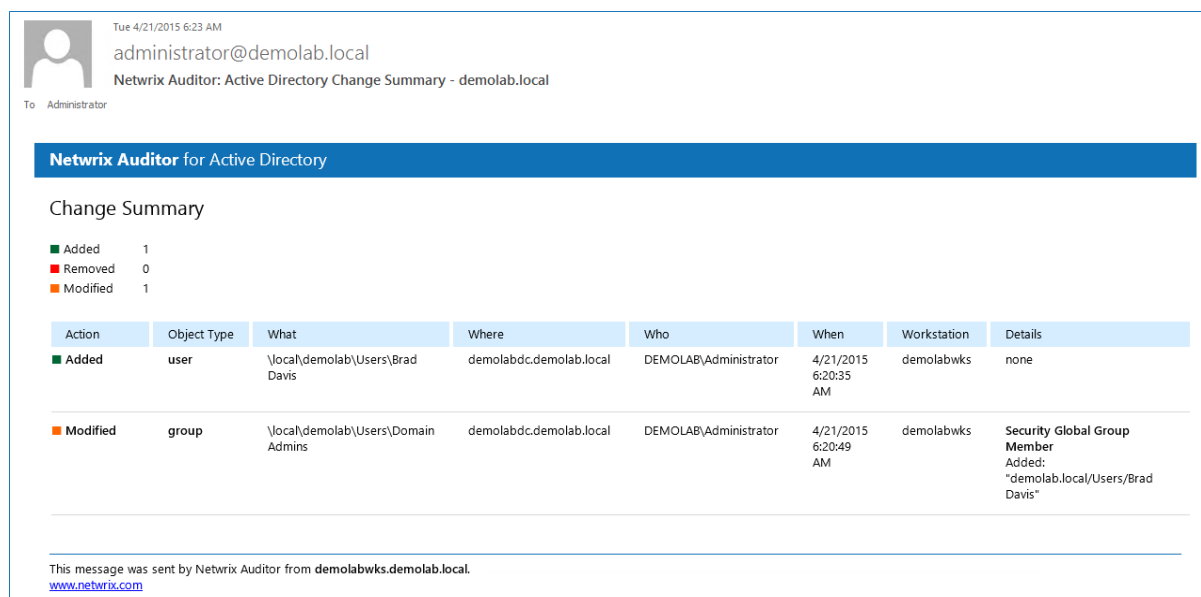 Tue 4/21/2015 6:23 AM
administrator@demolab.local
Netwrix Auditor: Active Directory Change Summary - demolab.local
To Administrator
Netwrix Auditor for Active Directory
Change Summary
Added 1
Removed 0
Modified 1
Action Object Type What Where Who When Workstation Details
Added user \local\demolab\Users\Brad demolabdc.demolab.local DEMOLAB\Administrator 4/21/2015 demolabwks none
Davis 6:20:35
AM
Modified group \local\demolab\Users\Domain demolabdc.demolab.local DEMOLAB\Administrator 4/21/2015 demolabwks Security Global Group
Admins 6:20:49 Member
AM Added:
"demolab.local/Users/Brad
Davis"
This message was sent by Netwrix Auditor from demolabwks.demolab.local.
www.netwrix.com